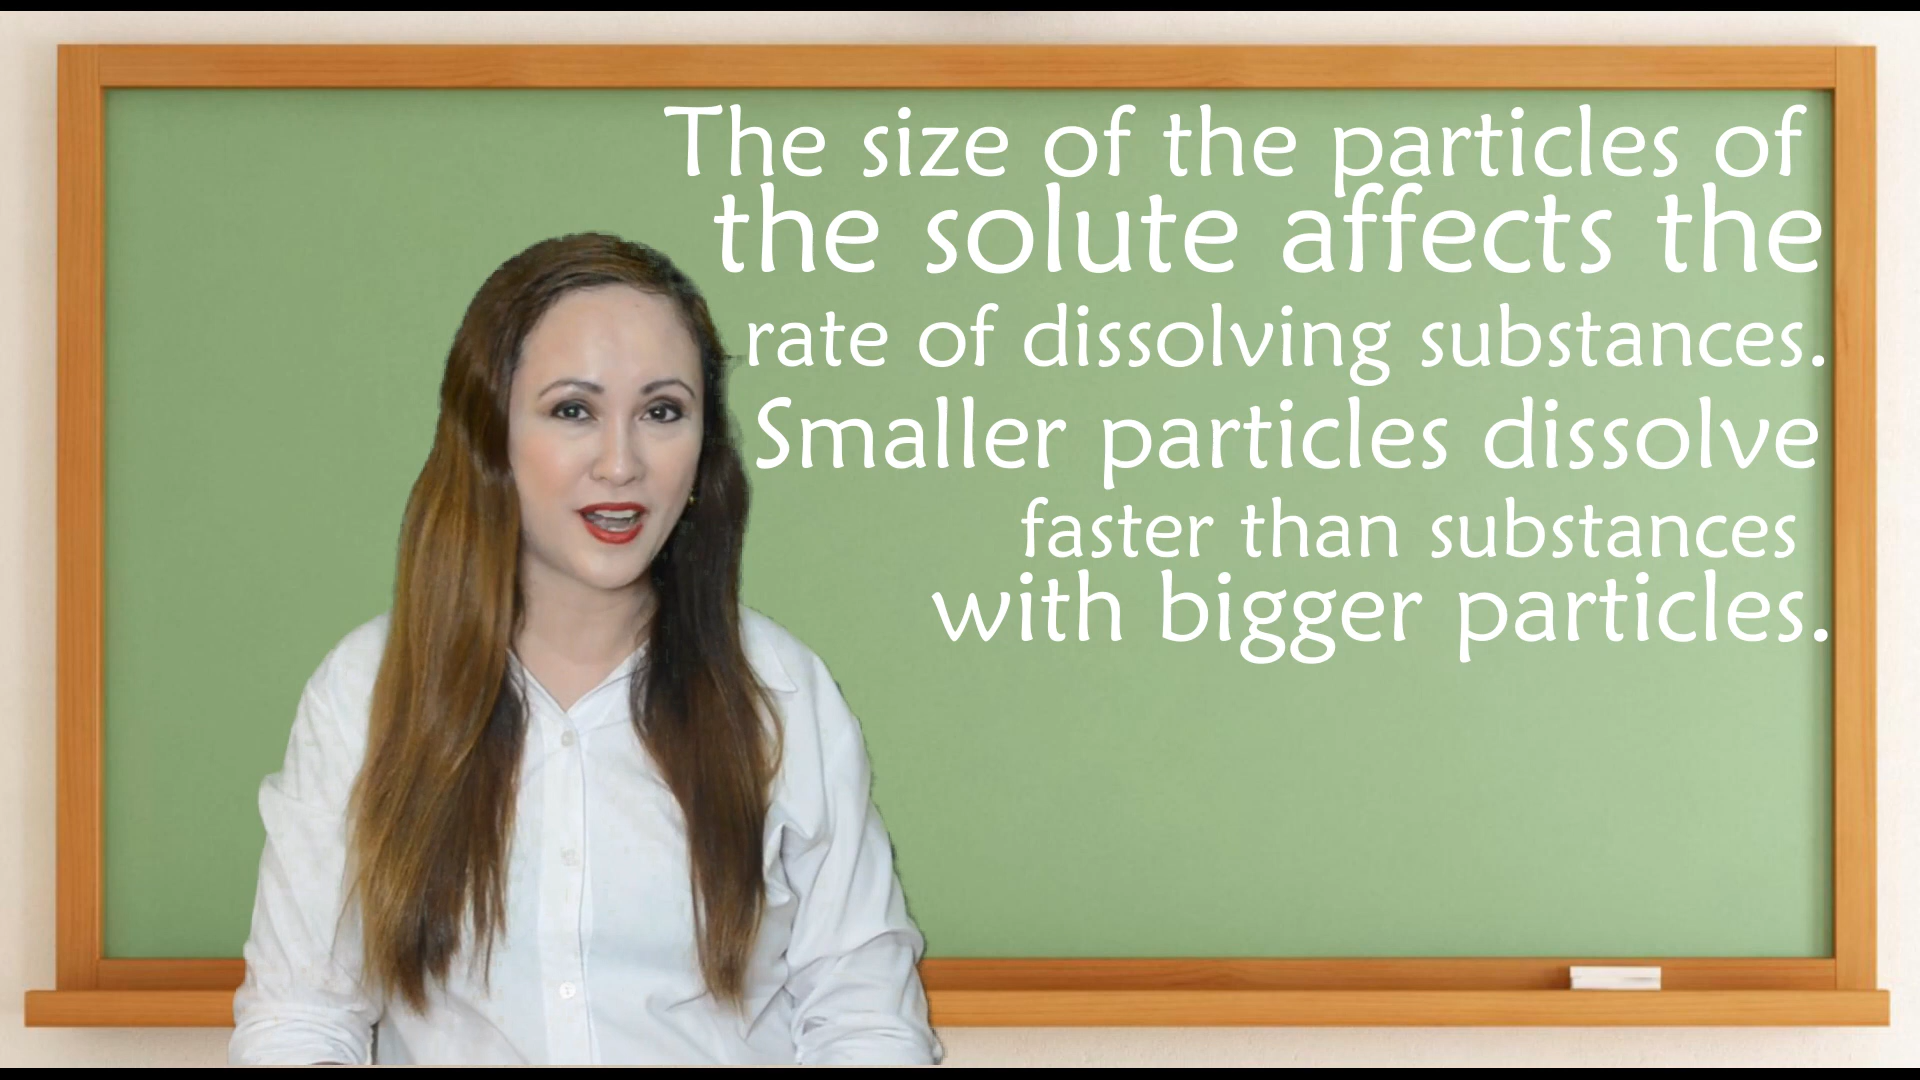 The size of the particles of
the solute affects the
rate of dissolving substances.
Smaller particles dissolve
faster than substances
with bigger particles.